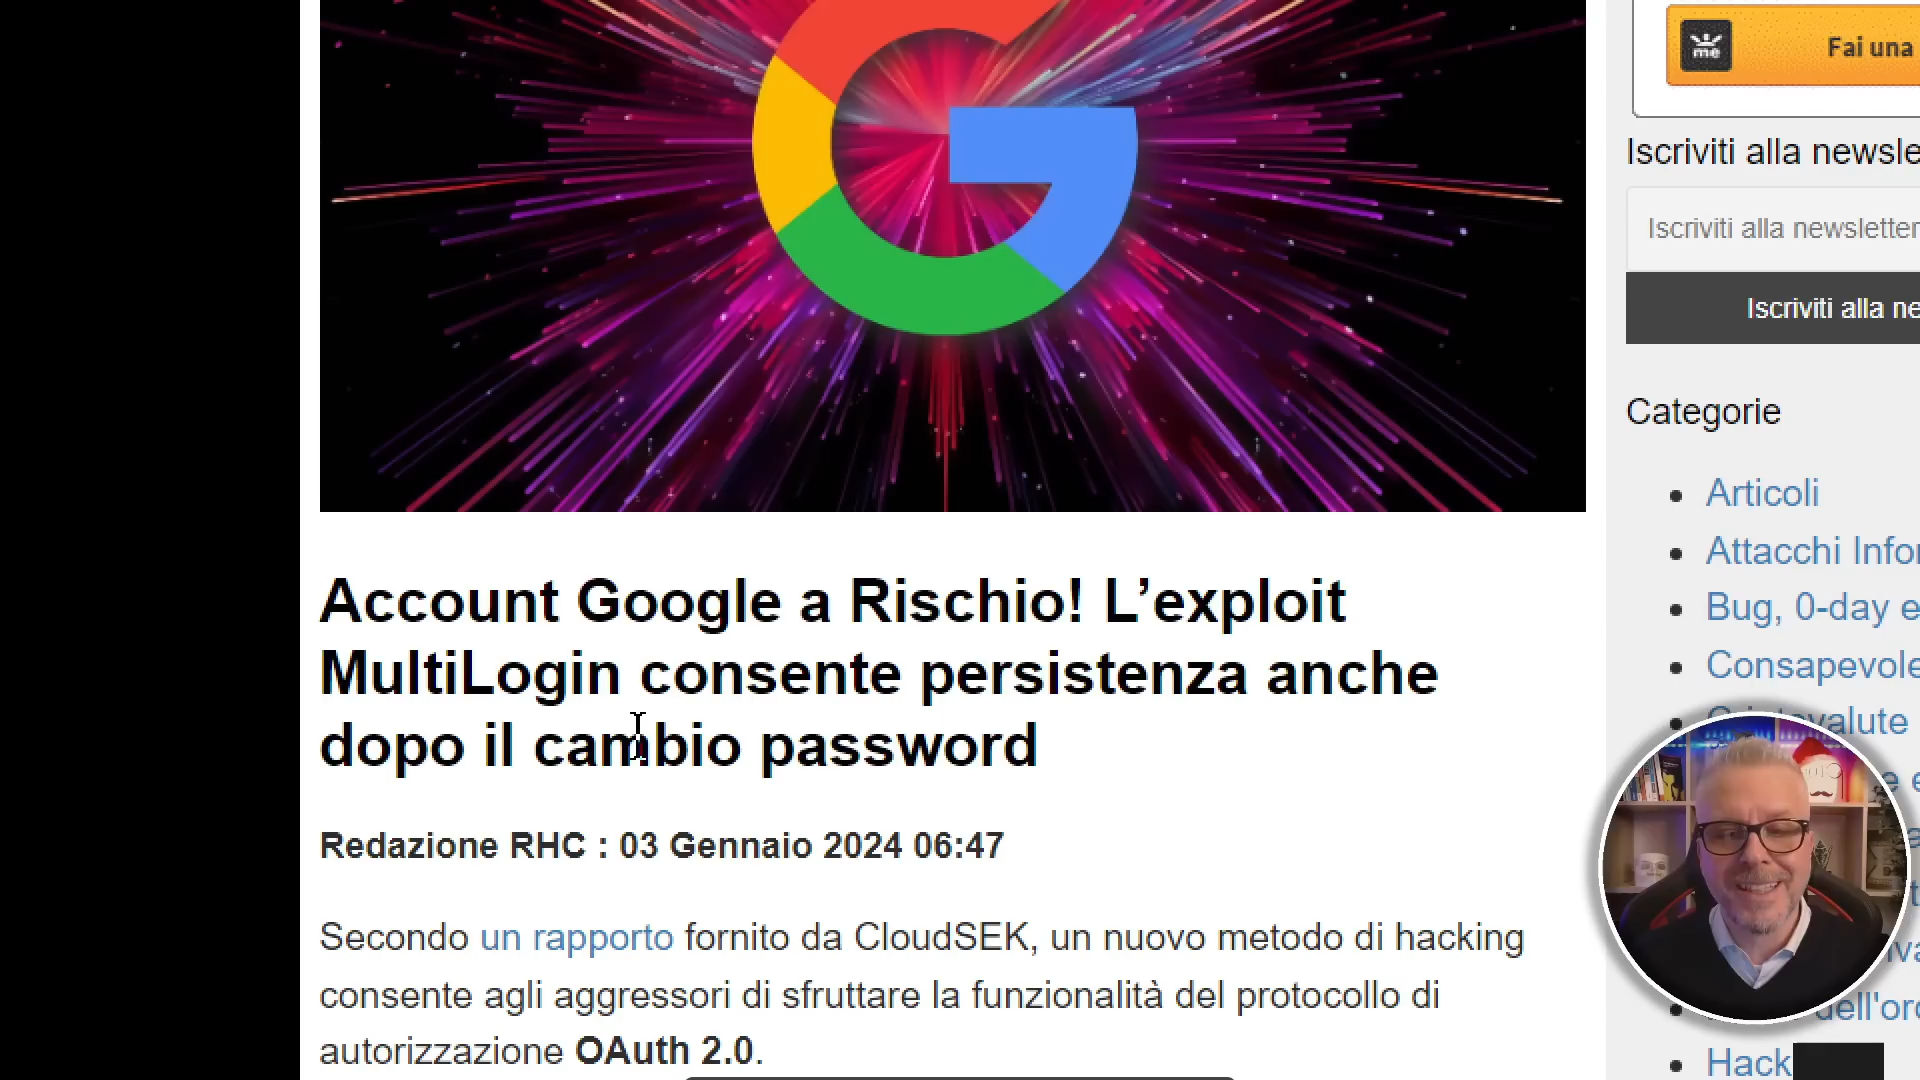 me
Fai una
Iscriviti alla newsle
Iscriviti alla newsletter
Iscriviti alla ne
Categorie
Articoli
Attacchi Infor
Bug, 0-day e
Consapevole
Account Google a Rischio! L’exploit
MultiLogin consente persistenza anche
dopo il cambio password
Redazione RHC : 03 Gennaio 2024 06:47
Secondo un rapporto fornito da CloudSEK, un nuovo metodo di hacking
consente agli aggressori di sfruttare la funzionalità del protocollo di
autorizzazione OAuth 2.0.
dell'ord
Hack